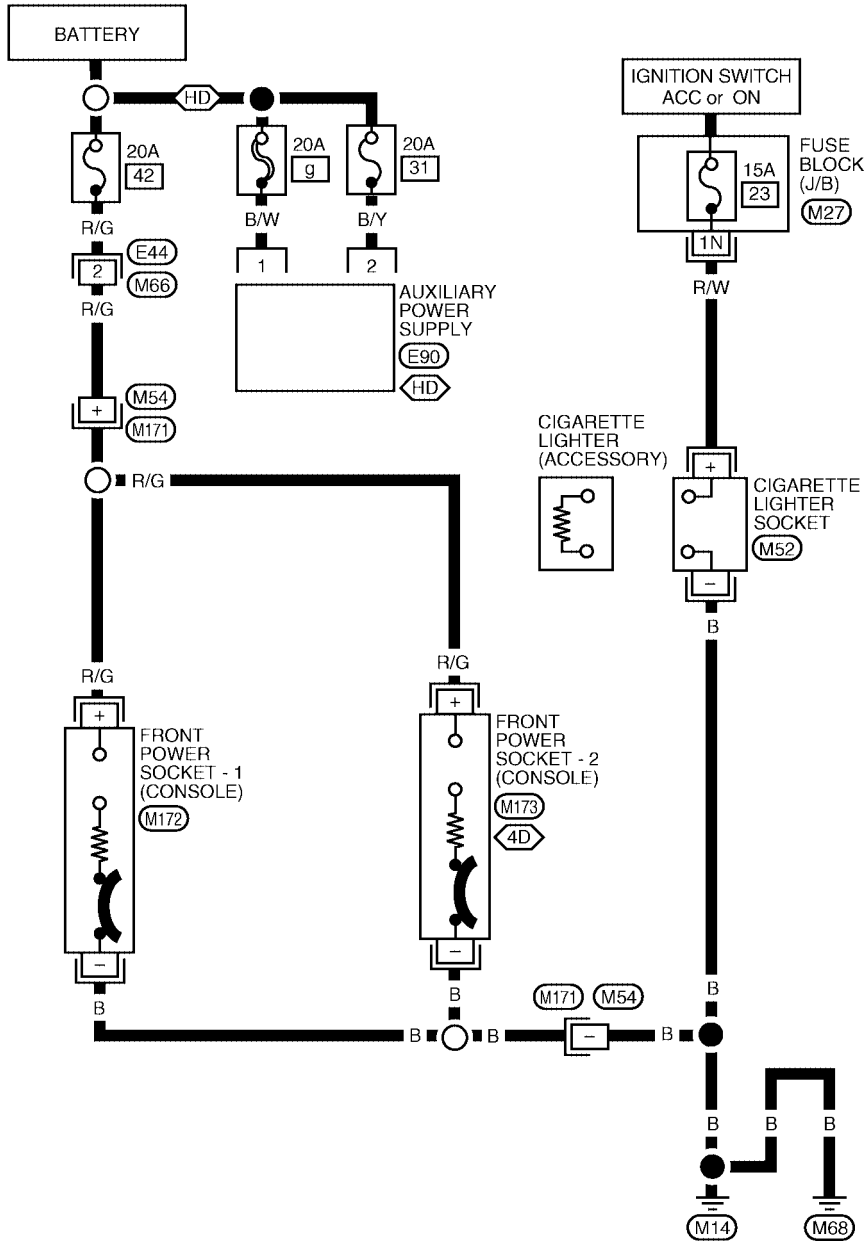 BATTERY
HD
20A
42
20A
g
20A
31
R/G
B/W
B/Y
2
E44
M66
R/G
1
2
AUXILIARY
POWER
SUPPLY
E90
HD
+
M54
M171
R/G
IGNITION SWITCH
ACC or ON
15A
23
FUSE
BLOCK
(J/B)
M27
1N
R/W
CIGARETTE
LIGHTER
(ACCESSORY)
+
CIGARETTE
LIGHTER
SOCKET
M52
−
B
R/G
+
FRONT
POWER
SOCKET - 1
(CONSOLE)
M172
−
B
R/G
+
FRONT
POWER
SOCKET - 2
(CONSOLE)
M173
4D
−
B
B
B
M171
M54
−
B
B
B
B
B
M14
M68